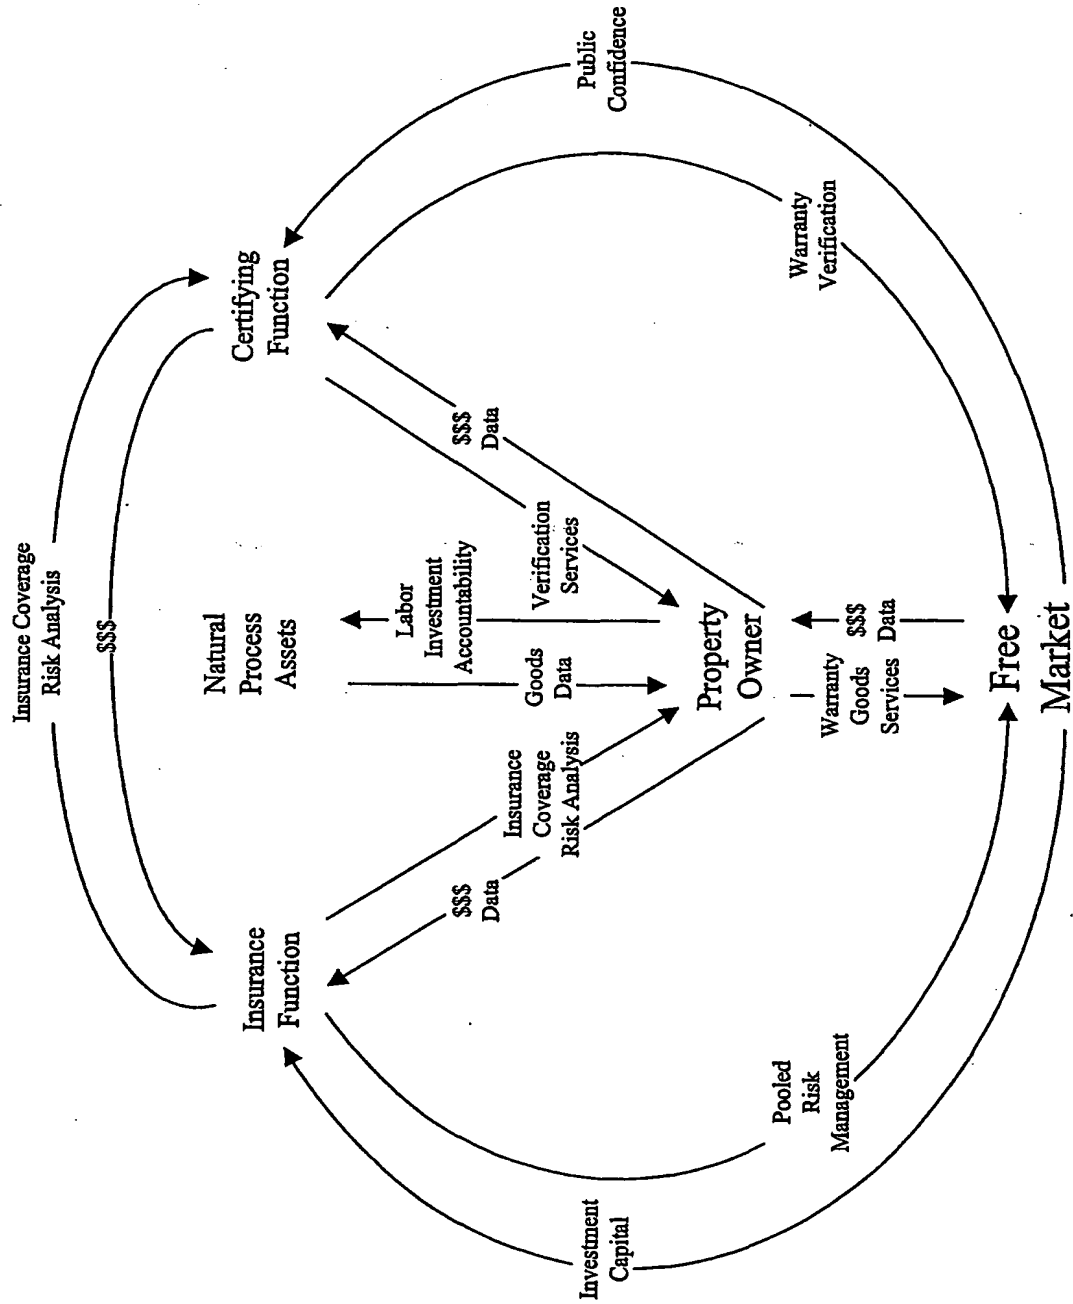 Insurance Coverage
Risk Analysis
$$$
Insurance
Function
Natural
Process
Assets
Certifying
Function
$$$
Data
Insurance
Coverage
Risk Analysis
Goods
Data
Labor
Investment
Accountability
Verification
Services
$$$
Data
Property
Owner
Investment
Capital
Pooled
Risk
Management
Warranty
Goods
Services
$$$
Data
Warranty
Verification
Public
Confidence
Free
Market